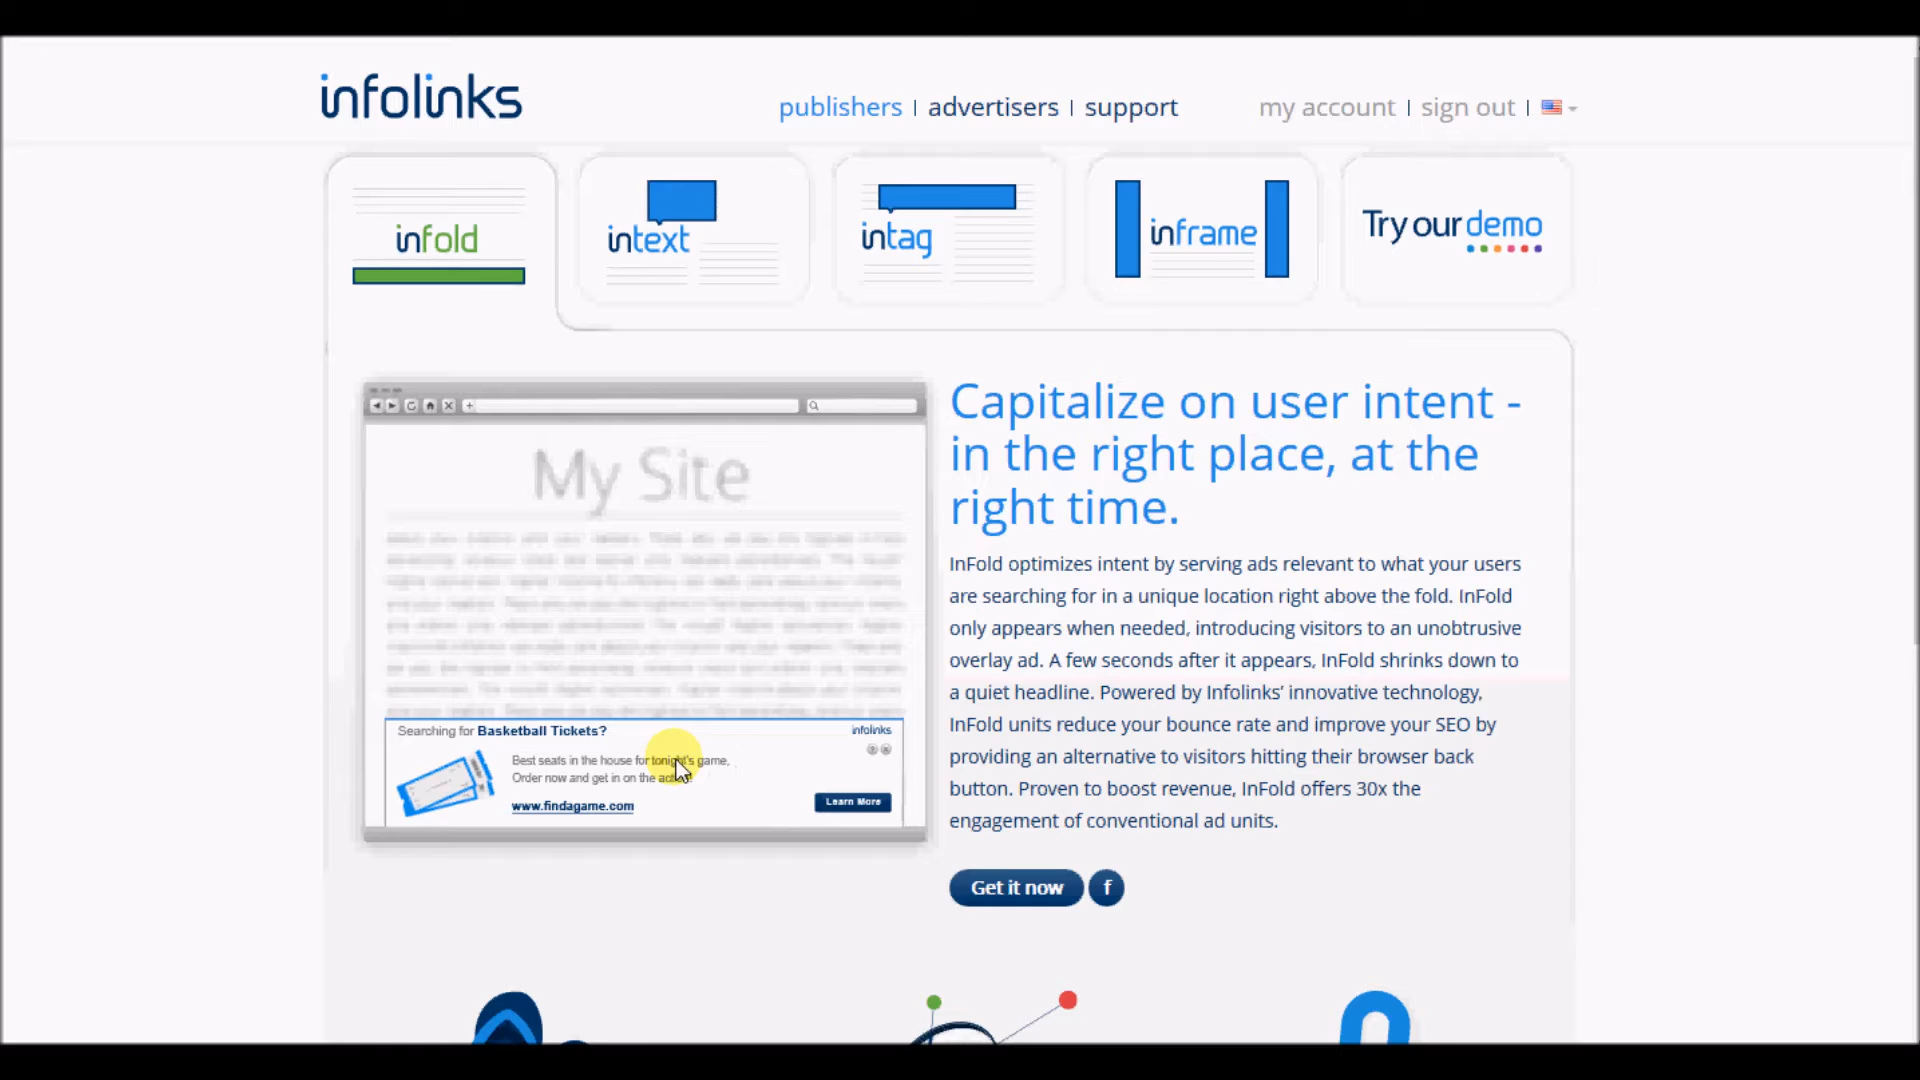 infolinks
publishers | advertisers | support
my account | sign out |
infold
intext
intag
inframe
Try our demo
My Site
Searching for Basketball Tickets?
infolinks
Best seats in the house for tonight's game,
Order now and get in on the action!
www.findagame.com
Learn More
Capitalize on user intent -
in the right place, at the
right time.
InFold optimizes intent by serving ads relevant to what your users
are searching for in a unique location right above the fold. InFold
only appears when needed, introducing visitors to an unobtrusive
overlay ad. A few seconds after it appears, InFold shrinks down to
a quiet headline. Powered by Infolinks’ innovative technology,
InFold units reduce your bounce rate and improve your SEO by
providing an alternative to visitors hitting their browser back
button. Proven to boost revenue, InFold offers 30x the
engagement of conventional ad units.
Get it now
f